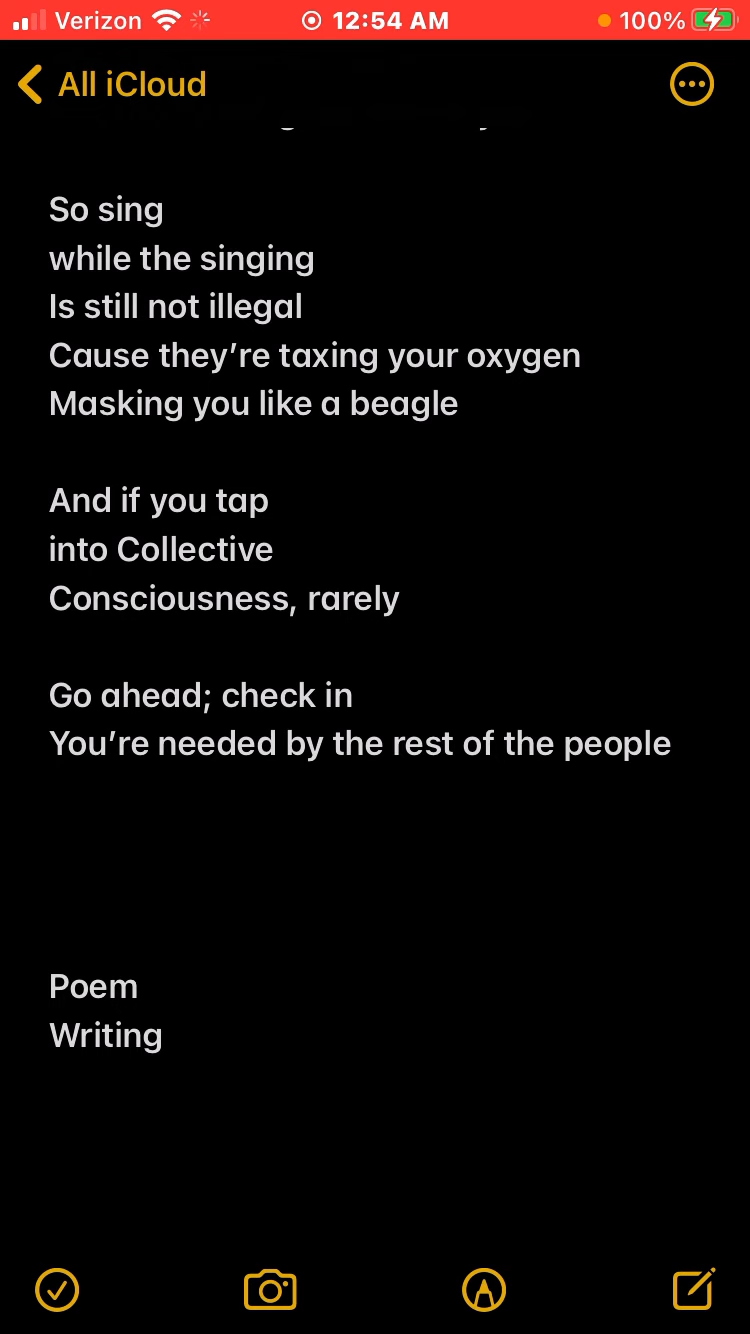 Verizon 12:54 AM 100%
All iCloud
So sing
while the singing
Is still not illegal
Cause they’re taxing your oxygen
Masking you like a beagle
And if you tap
into Collective
Consciousness, rarely
Go ahead; check in
You’re needed by the rest of the people
Poem
Writing